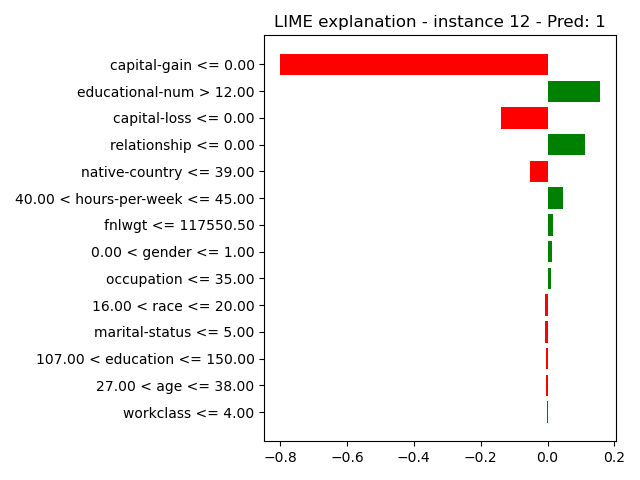 LIME explanation - instance 12 - Pred: 1
capital-gain <= 0.00
educational-num > 12.00
capital-loss <= 0.00
relationship <= 0.00
native-country <= 39.00
40.00 < hours-per-week <= 45.00
fnlwgt <= 117550.50
0.00 < gender <= 1.00
occupation <= 35.00
16.00 < race <= 20.00
marital-status <= 5.00
107.00 < education <= 150.00
27.00 < age <= 38.00
workclass <= 4.00
−0.8 −0.6 −0.4 −0.2 0.0 0.2